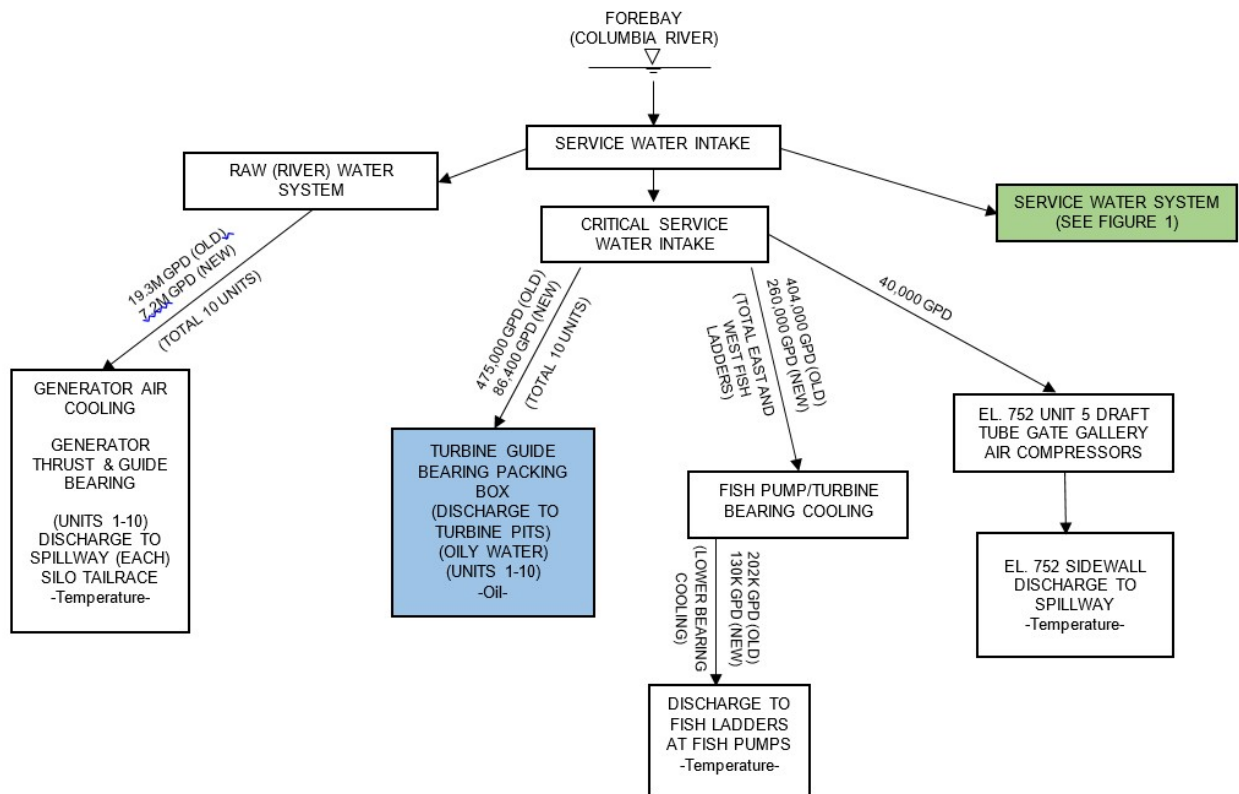 FOREBAY
(COLUMBIA RIVER)
SERVICE WATER INTAKE
RAW (RIVER) WATER
SYSTEM
SERVICE WATER SYSTEM
(SEE FIGURE 1)
CRITICAL SERVICE
WATER INTAKE
19.3M GPD (OLD)
7.2M GPD (NEW)
(TOTAL 10 UNITS)
475,000 GPD (OLD)
86,400 GPD (NEW)
(TOTAL 10 UNITS)
404,000 GPD (OLD)
260,000 GPD (NEW)
(TOTAL EAST AND
WEST FISH
LADDERS)
40,000 GPD
GENERATOR AIR
COOLING
GENERATOR
THRUST & GUIDE
BEARING
(UNITS 1-10)
DISCHARGE TO
SPILLWAY (EACH)
SILO TAILRACE
-Temperature-
TURBINE GUIDE
BEARING PACKING
BOX
(DISCHARGE TO
TURBINE PITS)
(OILY WATER)
(UNITS 1-10)
-Oil-
FISH PUMP/TURBINE
BEARING COOLING
EL. 752 UNIT 5 DRAFT
TUBE GATE GALLERY
AIR COMPRESSORS
202K GPD (OLD)
130K GPD (NEW)
(LOWER BEARING
COOLING)
EL. 752 SIDEWALL
DISCHARGE TO
SPILLWAY
-Temperature-
DISCHARGE TO
FISH LADDERS
AT FISH PUMPS
-Temperature-